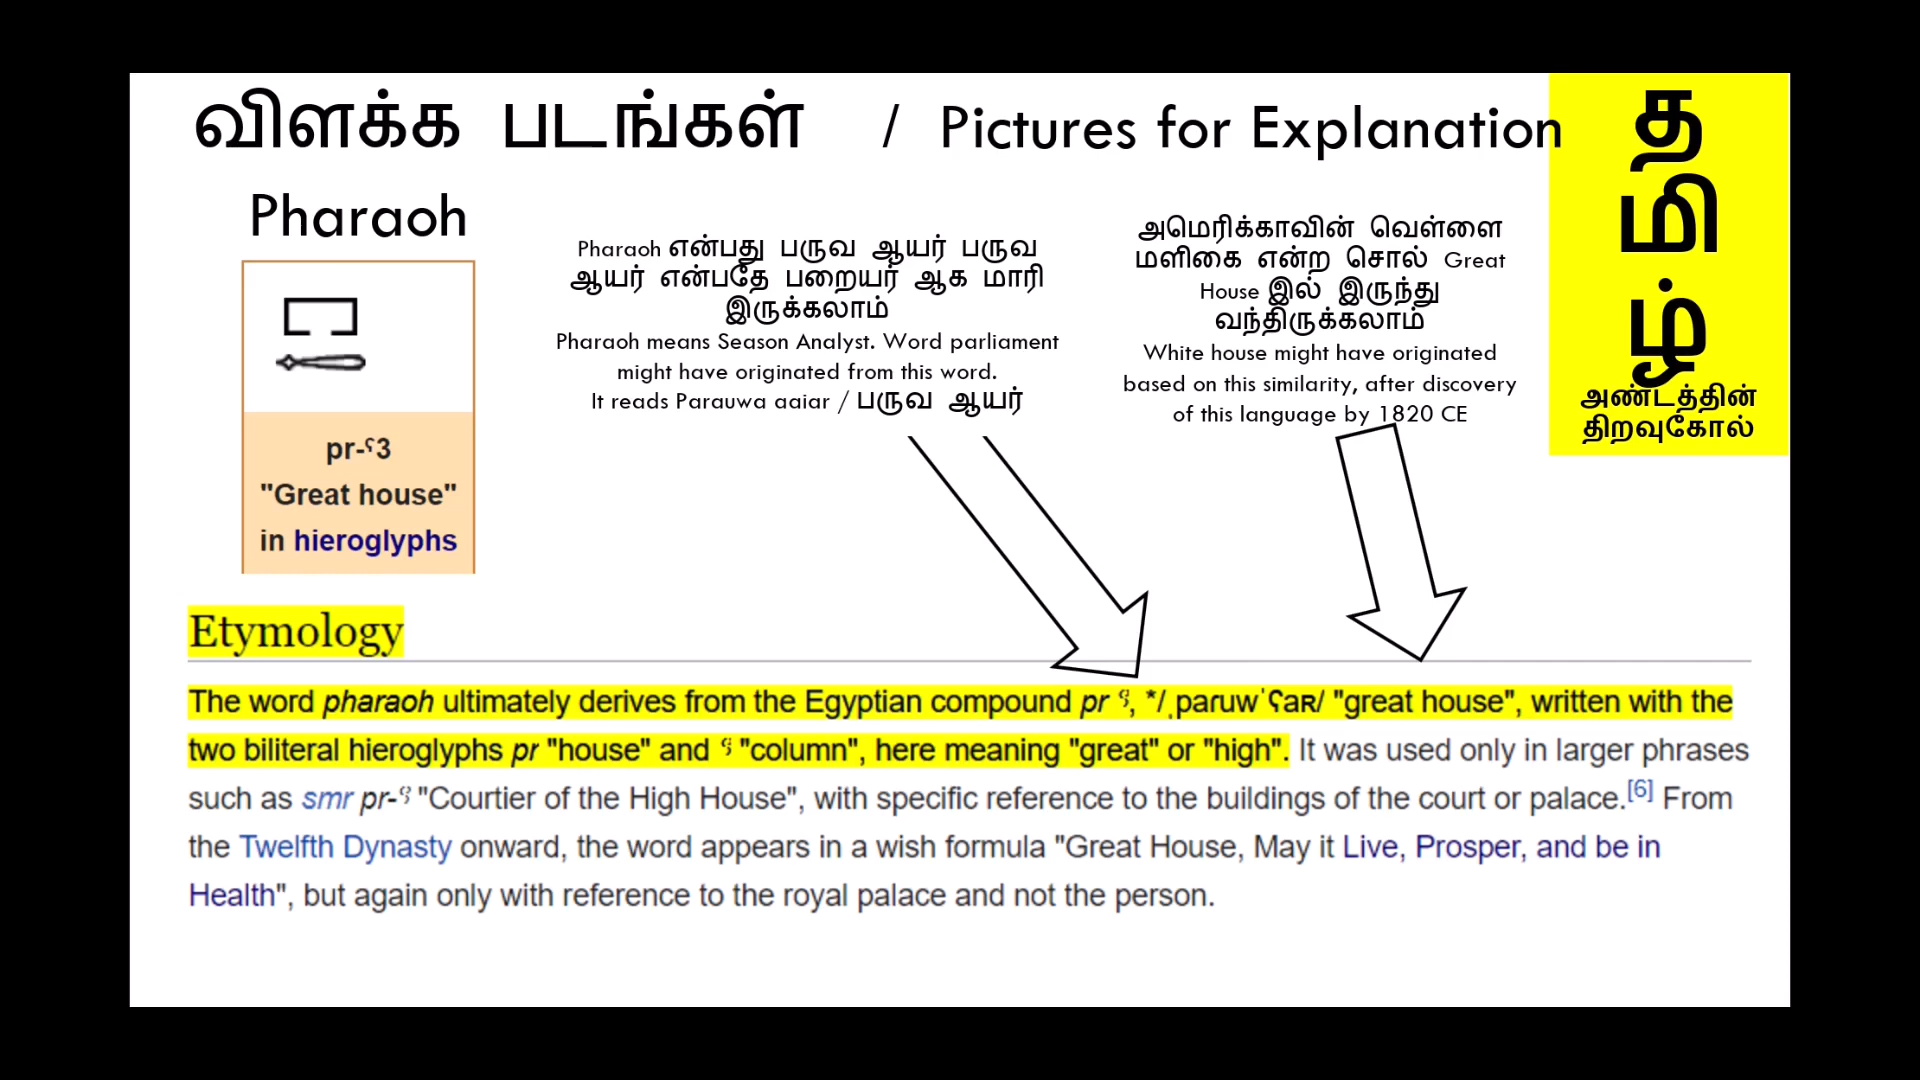 விளக்க படங்கள் / Pictures for Explanation
த
மி
ழ்
அண்டத்தின்
திறவுகோல்
Pharaoh
pr-ꜥ3
"Great house"
in hieroglyphs
Pharaoh என்பது பருவ ஆயர் பருவ
ஆயர் என்பதே பறையர் ஆக மாரி
இருக்கலாம்
Pharaoh means Season Analyst. Word parliament
might have originated from this word.
It reads Parauwa aaiar / பருவ ஆயர்
அமெரிக்காவின் வெள்ளை
மளிகை என்ற சொல் Great
House இல் இருந்து
வந்திருக்கலாம்
White house might have originated
based on this similarity, after discovery
of this language by 1820 CE
Etymology
The word pharaoh ultimately derives from the Egyptian compound pr ꜥꜣ, */ˌparuwˈʕaʀ/ "great house", written with the
two biliteral hieroglyphs pr "house" and ꜥꜣ "column", here meaning "great" or "high". It was used only in larger phrases
such as smr pr-ꜥꜣ "Courtier of the High House", with specific reference to the buildings of the court or palace.[6] From
the Twelfth Dynasty onward, the word appears in a wish formula "Great House, May it Live, Prosper, and be in
Health", but again only with reference to the royal palace and not the person.